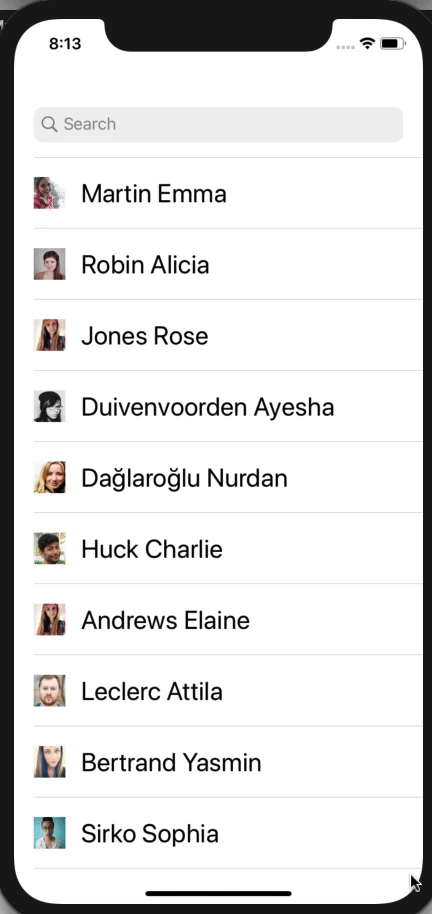 8:13
Search
Martin Emma
Robin Alicia
Jones Rose
Duivenvoorden Ayesha
Dağlaroğlu Nurdan
Huck Charlie
Andrews Elaine
Leclerc Attila
Bertrand Yasmin
Sirko Sophia